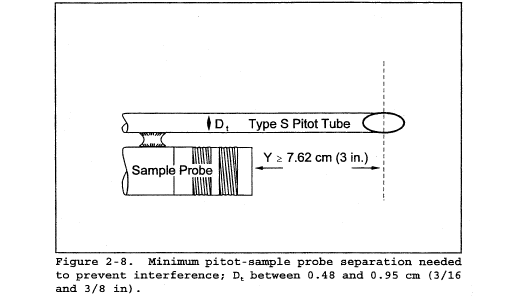 D_t Type S Pitot Tube
Y ≥ 7.62 cm (3 in.)
Sample Probe
Figure 2-8. Minimum pitot-sample probe separation needed
to prevent interference; D_t between 0.48 and 0.95 cm (3/16
and 3/8 in).